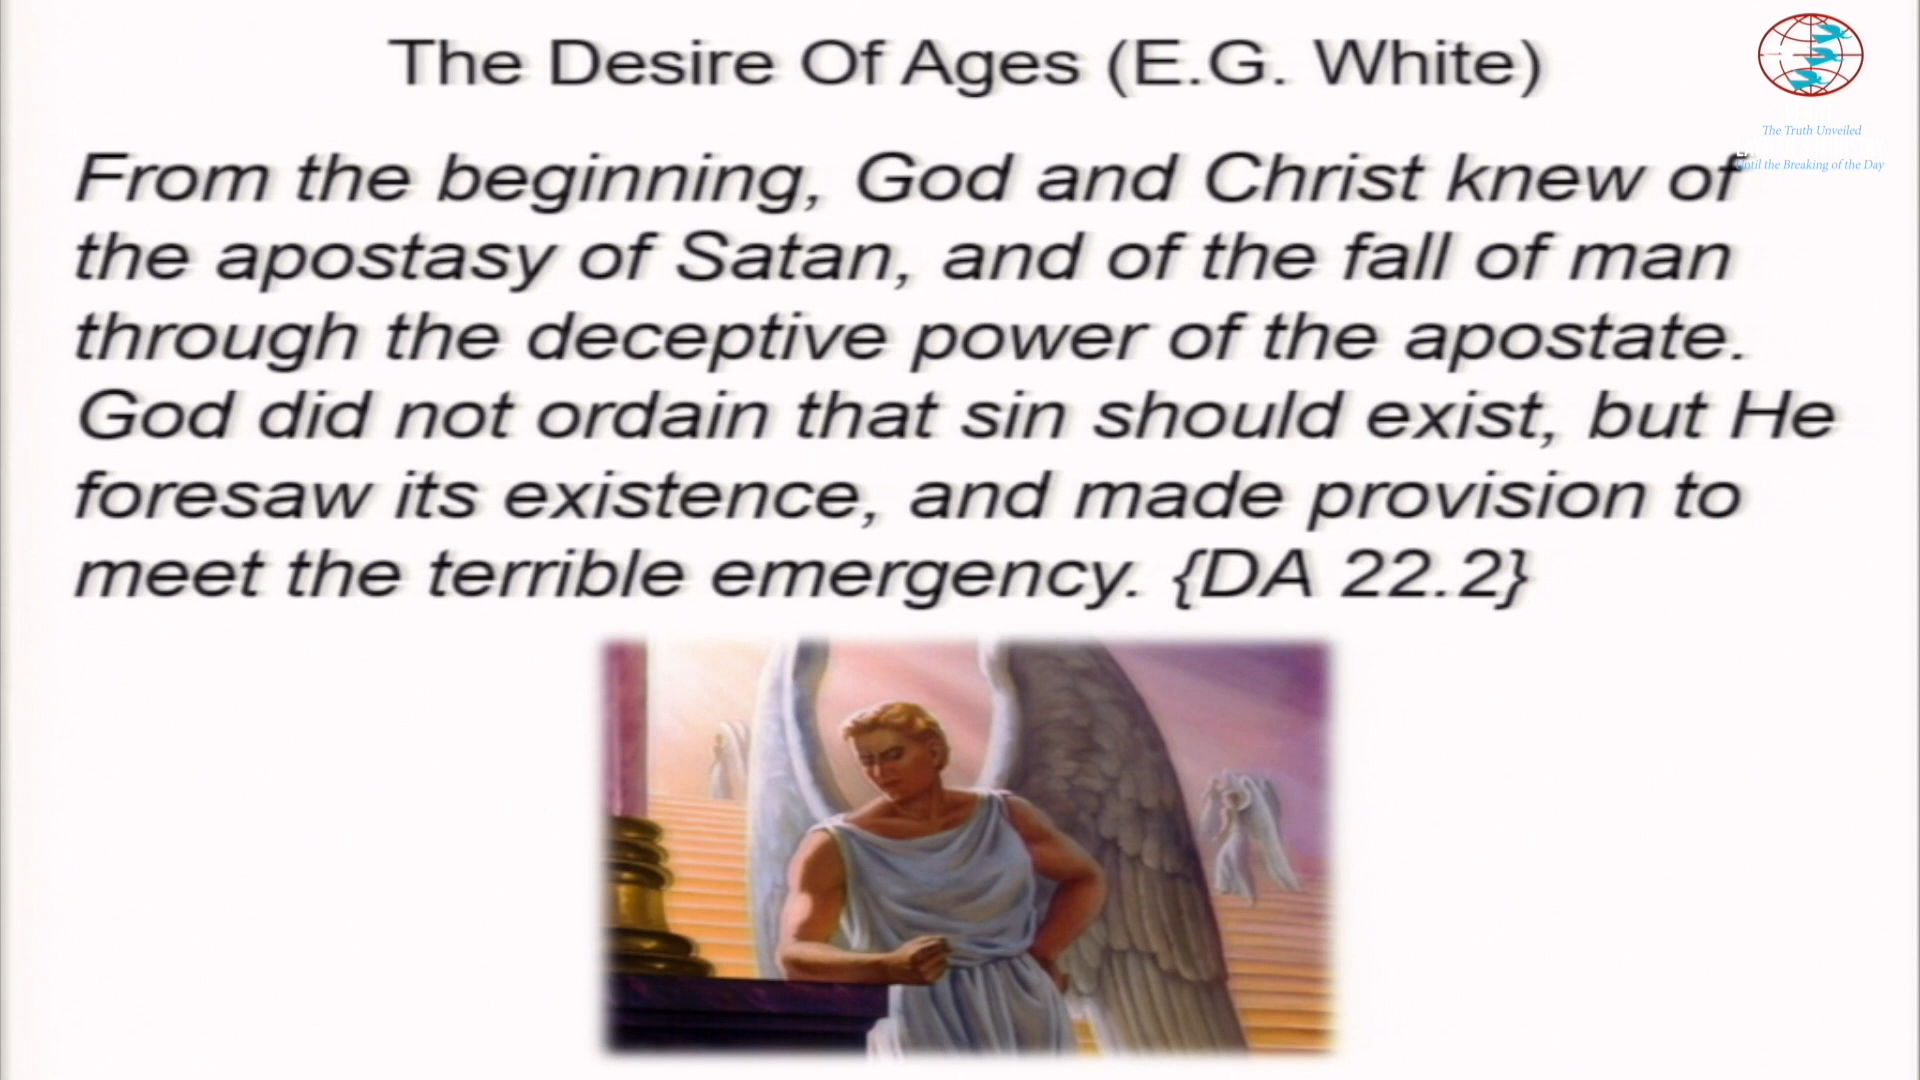 The Desire Of Ages (E.G. White)
The Truth Unveiled
Until the Breaking of the Day
From the beginning, God and Christ knew of
the apostasy of Satan, and of the fall of man
through the deceptive power of the apostate.
God did not ordain that sin should exist, but He
foresaw its existence, and made provision to
meet the terrible emergency. {DA 22.2}